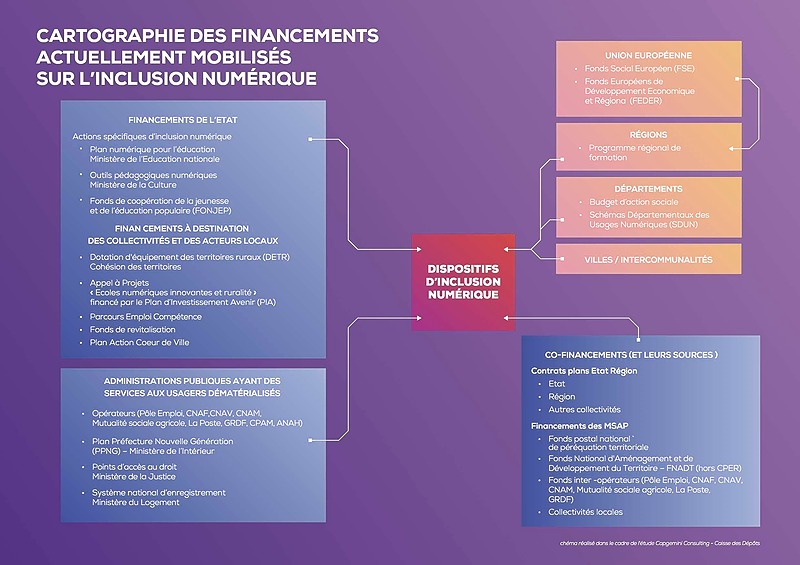 CARTOGRAPHIE DES FINANCEMENTS
ACTUELLEMENT MOBILISÉS
SUR L'INCLUSION NUMÉRIQUE
FINANCEMENTS DE L'ETAT
Actions spécifiques d'inclusion numérique
• Plan numérique pour l'éducation
Ministère de l'Education nationale
• Outils pédagogiques numériques
Ministère de la Culture
• Fonds de coopération de la jeunesse
et de l'éducation populaire (FONJEP)
FINAN CEMENTS À DESTINATION
DES COLLECTIVITÉS ET DES ACTEURS LOCAUX
• Dotation d'équipement des territoires ruraux (DETR)
Cohésion des territoires
• Appel à Projets
« Ecoles numériques innovantes et ruralité »
financé par le Plan d'Investissement Avenir (PIA)
• Parcours Emploi Compétence
• Fonds de revitalisation
• Plan Action Coeur de Ville
ADMINISTRATIONS PUBLIQUES AYANT DES
SERVICES AUX USAGERS DÉMATÉRIALISÉS
• Opérateurs (Pôle Emploi, CNAF,CNAV, CNAM,
Mutualité sociale agricole, La Poste, GRDF, CPAM, ANAH)
• Plan Préfecture Nouvelle Génération
(PPNG) – Ministère de l'Intérieur
• Points d'accès au droit
Ministère de la Justice
• Système national d'enregistrement
Ministère du Logement
DISPOSITIFS
D'INCLUSION
NUMÉRIQUE
UNION EUROPÉENNE
• Fonds Social Européen (FSE)
• Fonds Européens de
Développement Economique
et Régiona (FEDER)
RÉGIONS
• Programme régional de
formation
DÉPARTEMENTS
• Budget d'action sociale
• Schémas Départementaux des
Usages Numériques (SDUN)
VILLES / INTERCOMMUNALITÉS
CO-FINANCEMENTS (ET LEURS SOURCES )
Contrats plans Etat Région
• Etat
• Région
• Autres collectivités
Financements des MSAP
• Fonds postal national
de péréquation territoriale
• Fonds National d'Aménagement et de
Développement du Territoire – FNADT (hors CPER)
• Fonds inter -opérateurs (Pôle Emploi, CNAF, CNAV,
CNAM, Mutualité sociale agricole, La Poste,
GRDF)
• Collectivités locales
chéma réalisé dans le cadre de l'étude Capgemini Consulting - Caisse des Dépôts